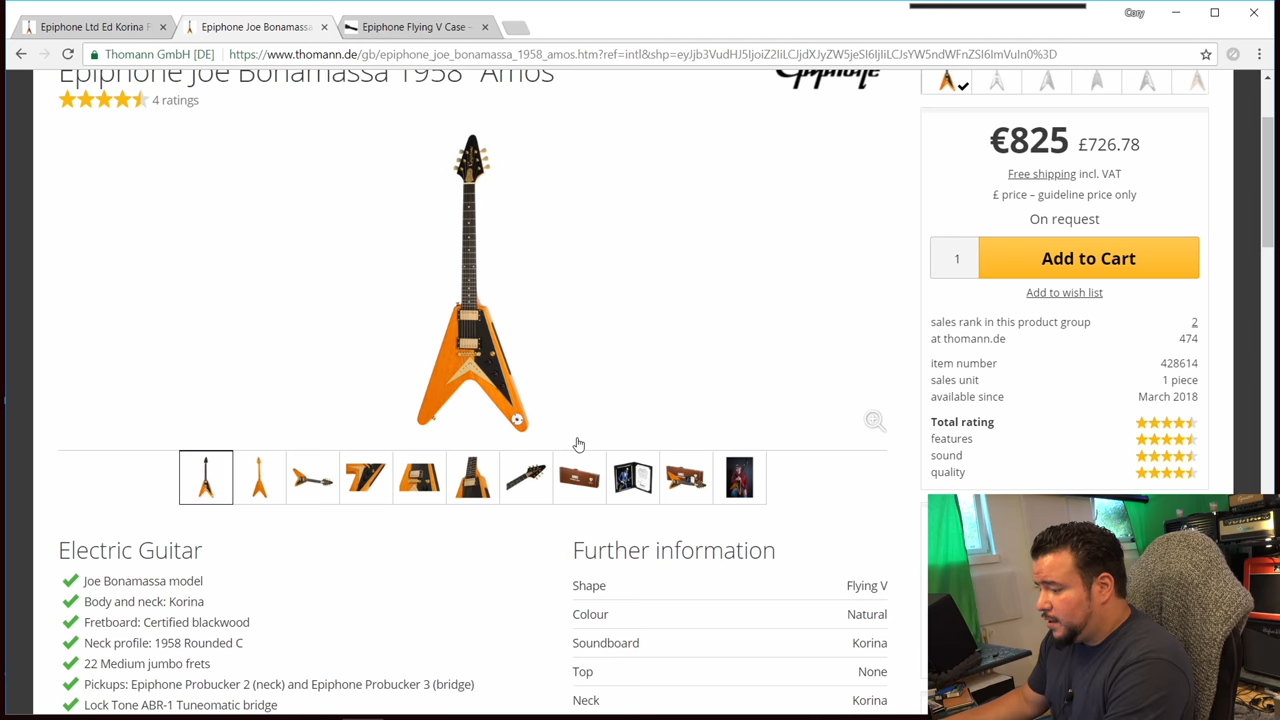 Epiphone Ltd Ed Korina F
Epiphone Joe Bonamassa
Epiphone Flying V Case -
Cory
Thomann GmbH [DE]
https://www.thomann.de/gb/epiphone_joe_bonamassa_1958_amos.htm?ref=intl&shp=eyJjb3VudHJ5IjoiZ2IiLCJjdXJyZW5jeSI6IjIiLCJsYW5ndWFnZSI6ImVuIn0%3D
Epiphone Joe Bonamassa 1958 "Amos"
4 ratings
Epiphone
€825 £726.78
Free shipping incl. VAT
£ price – guideline price only
On request
1
Add to Cart
Add to wish list
sales rank in this product group 2
at thomann.de 474
item number 428614
sales unit 1 piece
available since March 2018
Total rating
features
sound
quality
Electric Guitar
Joe Bonamassa model
Body and neck: Korina
Fretboard: Certified blackwood
Neck profile: 1958 Rounded C
22 Medium jumbo frets
Pickups: Epiphone Probucker 2 (neck) and Epiphone Probucker 3 (bridge)
Lock Tone ABR-1 Tuneomatic bridge
Further information
Shape Flying V
Colour Natural
Soundboard Korina
Top None
Neck Korina